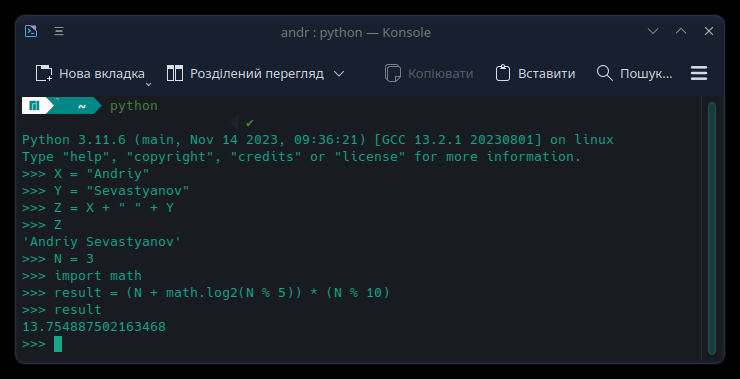 andr : python — Konsole
Нова вкладка Розділений перегляд Копіювати Вставити Пошук...
~ python
✔
Python 3.11.6 (main, Nov 14 2023, 09:36:21) [GCC 13.2.1 20230801] on linux
Type "help", "copyright", "credits" or "license" for more information.
>>> X = "Andriy"
>>> Y = "Sevastyanov"
>>> Z = X + " " + Y
>>> Z
'Andriy Sevastyanov'
>>> N = 3
>>> import math
>>> result = (N + math.log2(N % 5)) * (N % 10)
>>> result
13.754887502163468
>>>